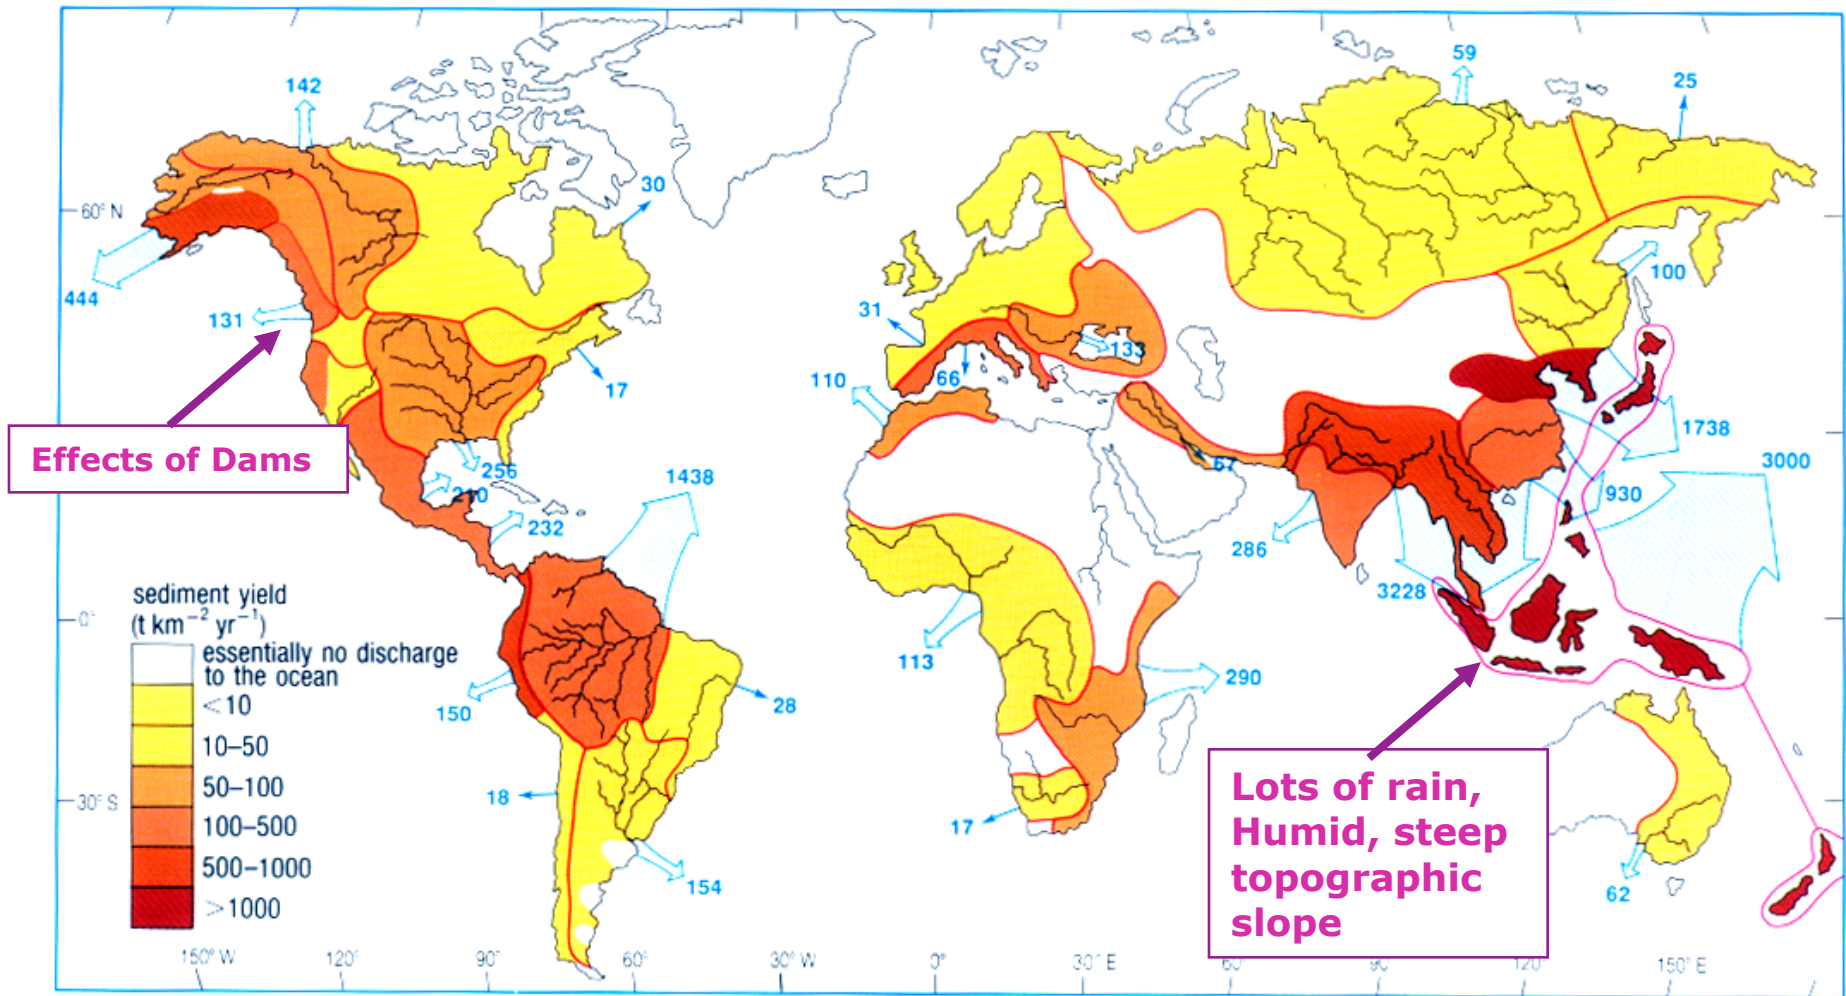 59
25
142
30
60° N
100
444
131
31
133
17
66
110
1738
Effects of Dams
256
67
3000
1438
210
930
232
286
3228
sediment yield
(t km⁻² yr⁻¹)
0°
essentially no discharge
to the ocean
113
290
<10
150
28
10–50
Lots of rain,
Humid, steep
topographic
slope
50–100
18
30° S
17
100–500
500–1000
154
62
>1000
150° W
120°
90°
60°
30° W
0°
30° E
60°
90°
120°
150° E